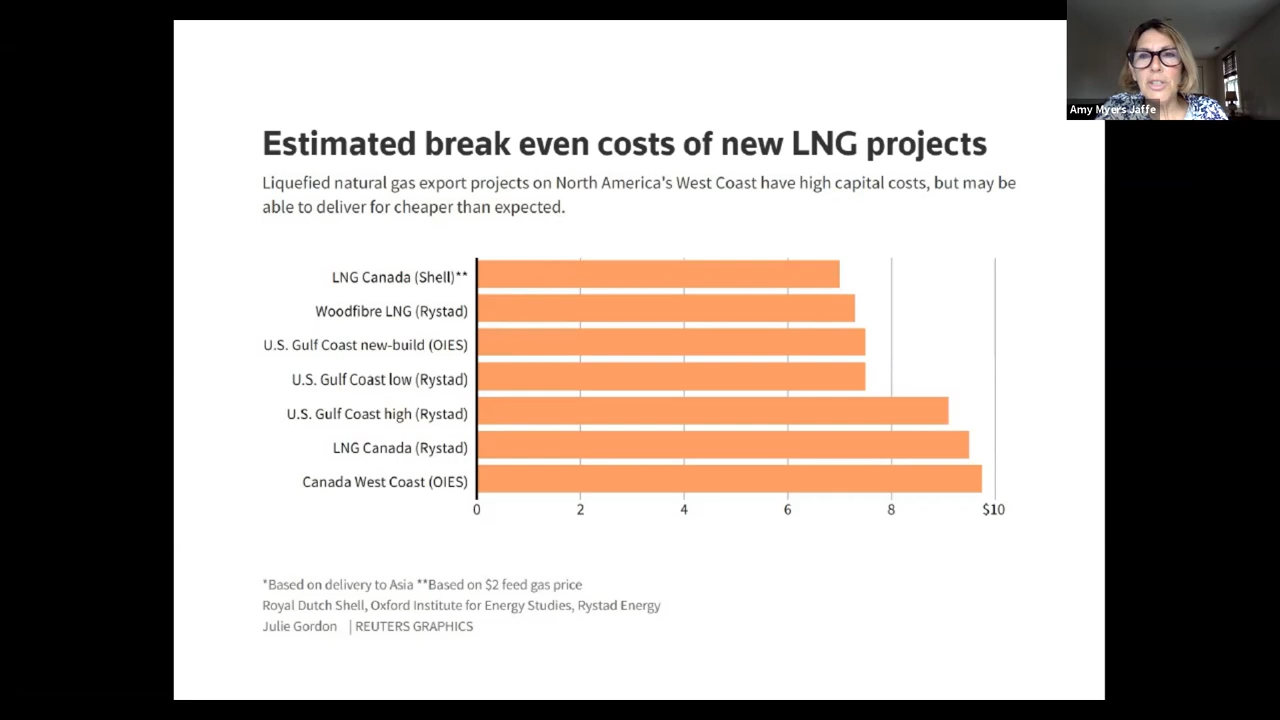 Amy Myers Jaffe
Estimated break even costs of new LNG projects
Liquefied natural gas export projects on North America's West Coast have high capital costs, but may be
able to deliver for cheaper than expected.
LNG Canada (Shell)**
Woodfibre LNG (Rystad)
U.S. Gulf Coast new-build (OIES)
U.S. Gulf Coast low (Rystad)
U.S. Gulf Coast high (Rystad)
LNG Canada (Rystad)
Canada West Coast (OIES)
0 2 4 6 8 $10
*Based on delivery to Asia **Based on $2 feed gas price
Royal Dutch Shell, Oxford Institute for Energy Studies, Rystad Energy
Julie Gordon | REUTERS GRAPHICS